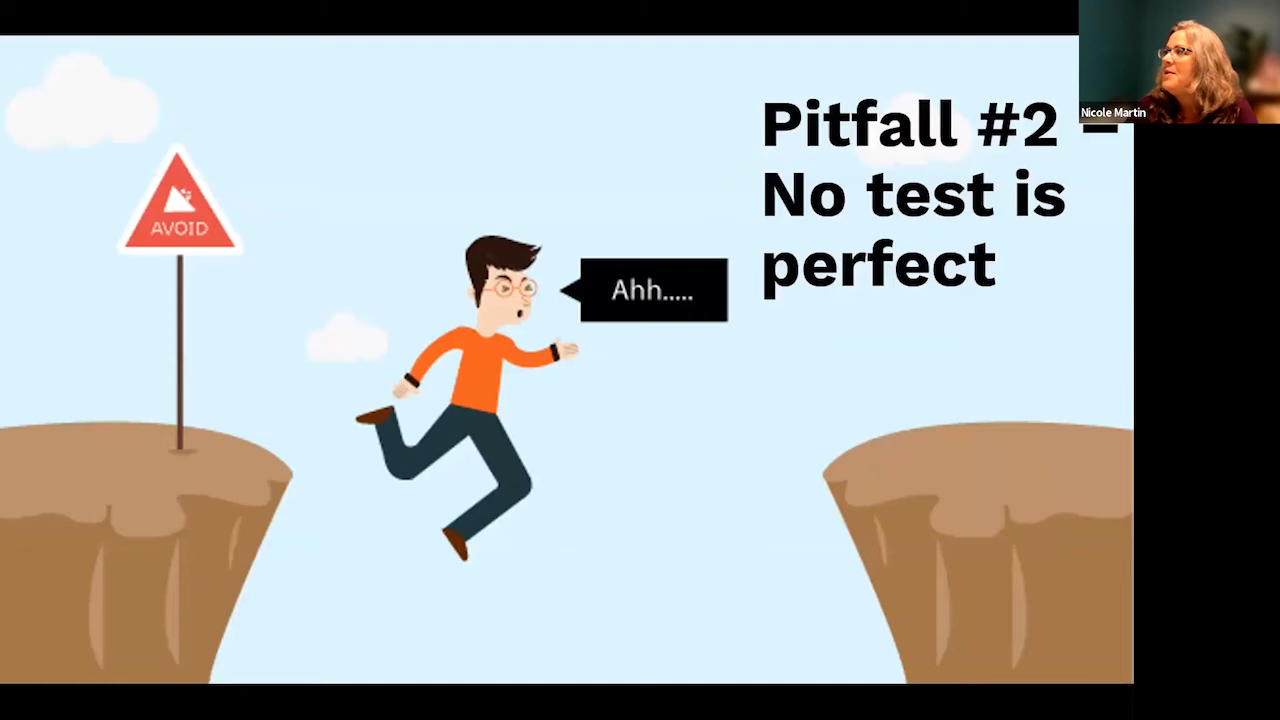 Pitfall #2 –
No test is
perfect
Nicole Martin
AVOID
Ahh.....